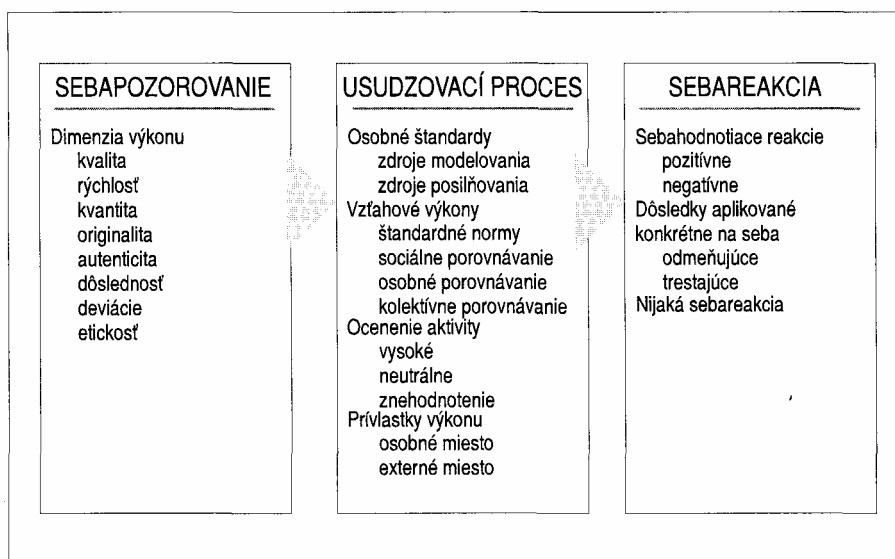 SEBAPOZOROVANIE
Dimenzia výkonu
kvalita
rýchlosť
kvantita
originalita
autenticita
dôslednosť
deviácie
etickosť
USUDZOVACÍ PROCES
Osobné štandardy
zdroje modelovania
zdroje posilňovania
Vzťahové výkony
štandardné normy
sociálne porovnávanie
osobné porovnávanie
kolektívne porovnávanie
Ocenenie aktivity
vysoké
neutrálne
znehodnotenie
Prívlastky výkonu
osobné miesto
externé miesto
SEBAREAKCIA
Sebahodnotiace reakcie
pozitívne
negatívne
Dôsledky aplikované
konkrétne na seba
odmeňujúce
trestajúce
Nijaká sebareakcia